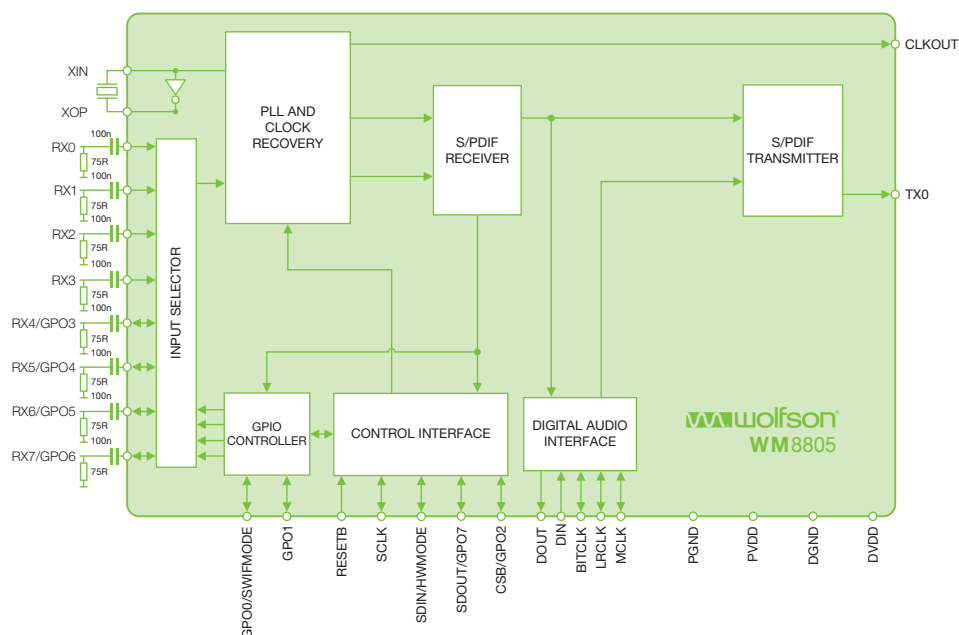 CLKOUT
XIN
XOP
PLL AND
CLOCK
RECOVERY
S/PDIF
RECEIVER
S/PDIF
TRANSMITTER
100n
RX0
75R
100n
RX1
75R
100n
RX2
75R
100n
RX3
75R
100n
RX4/GPO3
75R
100n
RX5/GPO4
75R
100n
RX6/GPO5
75R
100n
RX7/GPO6
75R
INPUT SELECTOR
TX0
GPIO
CONTROLLER
CONTROL INTERFACE
DIGITAL AUDIO
INTERFACE
wolfson®
WM8805
GPO0/SWIFMODE
GPO1
RESETB
SCLK
SDIN/HWMODE
SDOUT/GPO7
CSB/GPO2
DOUT
DIN
BITCLK
LRCLK
MCLK
PGND
PVDD
DGND
DVDD